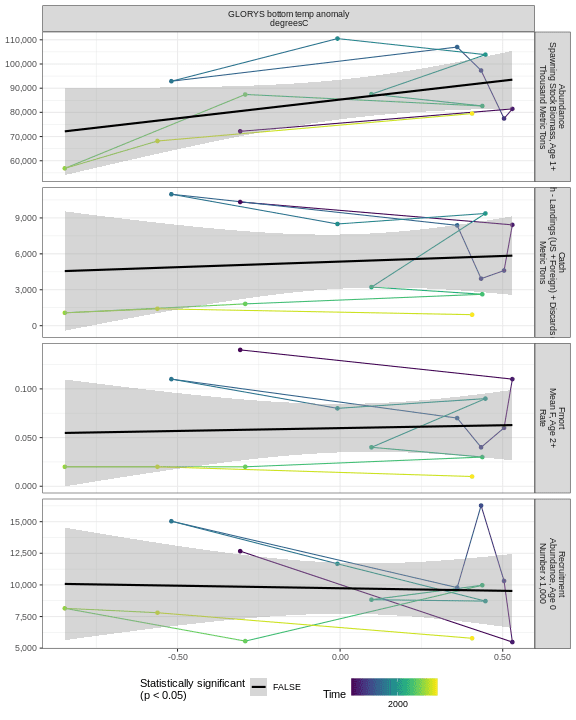 GLORYS bottom temp anomaly
degreesC
110,000
100,000
90,000
80,000
70,000
60,000
Abundance
Spawning Stock Biomass, Age 1+
Thousand Metric Tons
9,000
6,000
3,000
0
Catch
h - Landings (US +Foreign) + Discards
Metric Tons
0.100
0.050
0.000
Fmort
Mean F, Age 2+
Rate
15,000
12,500
10,000
7,500
5,000
Recruitment
Abundance, Age 0
Number x 1,000
-0.50
0.00
0.50
Statistically significant
(p < 0.05)
FALSE
Time
2000